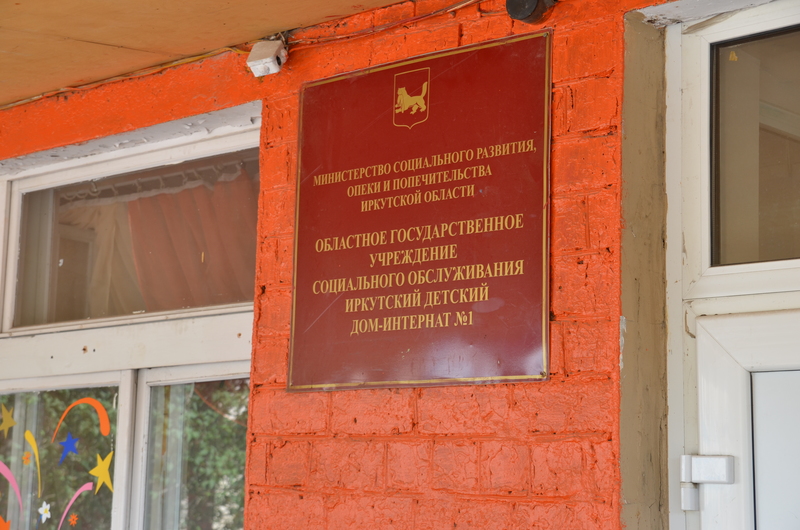 МИНИСТЕРСТВО СОЦИАЛЬНОГО РАЗВИТИЯ,
ОПЕКИ И ПОПЕЧИТЕЛЬСТВА
ИРКУТСКОЙ ОБЛАСТИ
ОБЛАСТНОЕ ГОСУДАРСТВЕННОЕ
УЧРЕЖДЕНИЕ
СОЦИАЛЬНОГО ОБСЛУЖИВАНИЯ
ИРКУТСКИЙ ДЕТСКИЙ
ДОМ-ИНТЕРНАТ №1